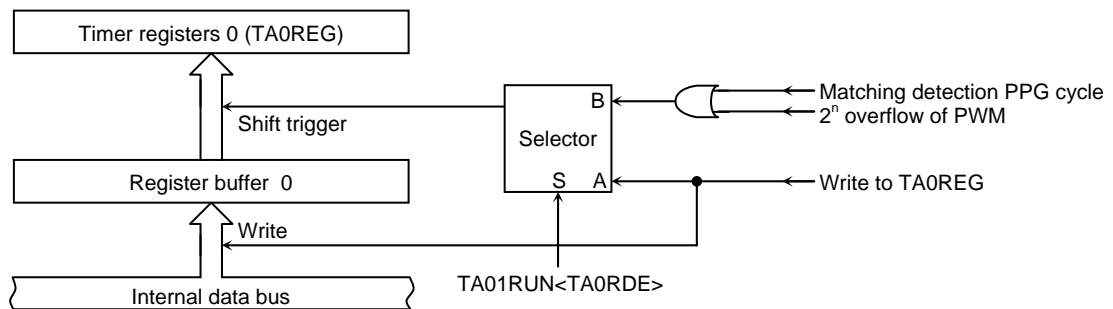 Timer registers 0 (TA0REG)
B
Matching detection PPG cycle
2ⁿ overflow of PWM
Shift trigger
Selector
Register buffer 0
S A
Write to TA0REG
Write
TA01RUN<TA0RDE>
Internal data bus